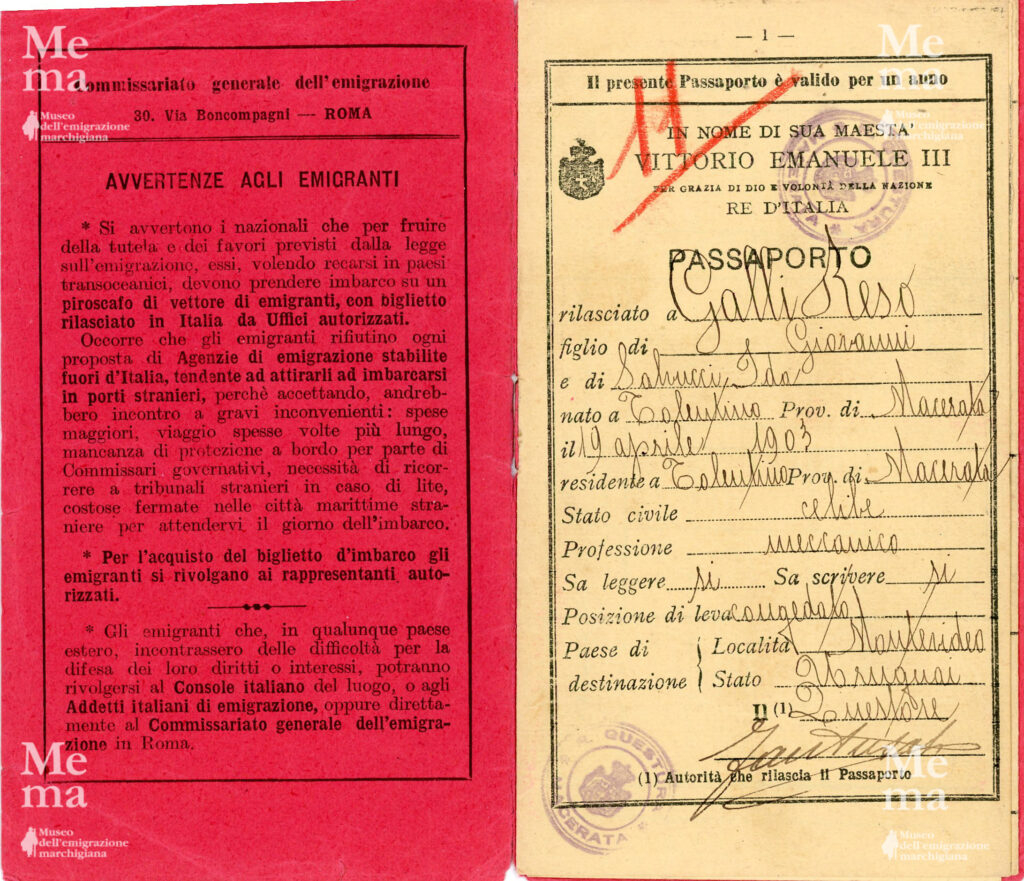 Me
ma
Museo
dell'emigrazione
marchigiana
Commissariato generale dell'emigrazione
30. Via Boncompagni — ROMA
AVVERTENZE AGLI EMIGRANTI
* Si avvertono i nazionali che per fruire
della tutela e dei favori previsti dalla legge
sull'emigrazione, essi, volendo recarsi in paesi
transoceanici, devono prendere imbarco su un
piroscafo di vettore di emigranti, con biglietto
rilasciato in Italia da Uffici autorizzati.
Occorre che gli emigranti rifiutino ogni
proposta di Agenzie di emigrazione stabilite
fuori d'Italia, tendente ad attirarli ad imbarcarsi
in porti stranieri, perchè accettando, andreb-
bero incontro a gravi inconvenienti: spese
maggiori, viaggio spesse volte più lungo,
mancanza di protezione a bordo per parte di
Commissari governativi, necessità di ricor-
rere a tribunali stranieri in caso di lite,
costose fermate nelle città marittime stra-
niere per attendervi il giorno dell'imbarco.
* Per l'acquisto del biglietto d'imbarco gli
emigranti si rivolgano ai rappresentanti auto-
rizzati.
* Gli emigranti che, in qualunque paese
estero, incontrassero delle difficoltà per la
difesa dei loro diritti o interessi, potranno
rivolgersi al Console italiano del luogo, o agli
Addetti italiani di emigrazione, oppure diretta-
mente al Commissariato generale dell'emigra-
zione in Roma.
Me
ma
Museo
dell'emigrazione
marchigiana
— 1 —
Me
ma
Museo
dell'emigrazione
marchigiana
Il presente Passaporto è valido per un anno
11
IN NOME DI SUA MAESTA'
VITTORIO EMANUELE III
PER GRAZIA DI DIO E VOLONTÀ DELLA NAZIONE
RE D'ITALIA
PASSAPORTO
rilasciato a Galli Reso
figlio di Giovanni
e di Salvucci Ida
nato a Tolentino Prov. di Macerata
il 19 aprile 1903
residente a Tolentino Prov. di Macerata
Stato civile celibe
Professione meccanico
Sa leggere si Sa scrivere si
Posizione di leva congedato
Paese di destinazione Località Montevideo
Stato Uruguai
Il (1) Questore
(1) Autorità che rilascia il Passaporto
QUESTURA
MACERATA
Me
ma
Museo
dell'emigrazione
marchigiana